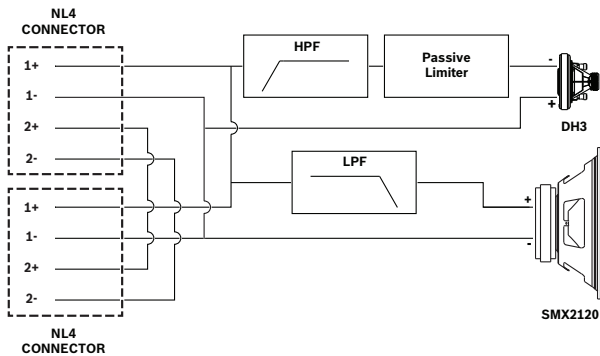 NL4
CONNECTOR
1+
1-
2+
2-
1+
1-
2+
2-
NL4
CONNECTOR
HPF
Passive
Limiter
-
+
DH3
LPF
+
-
SMX2120